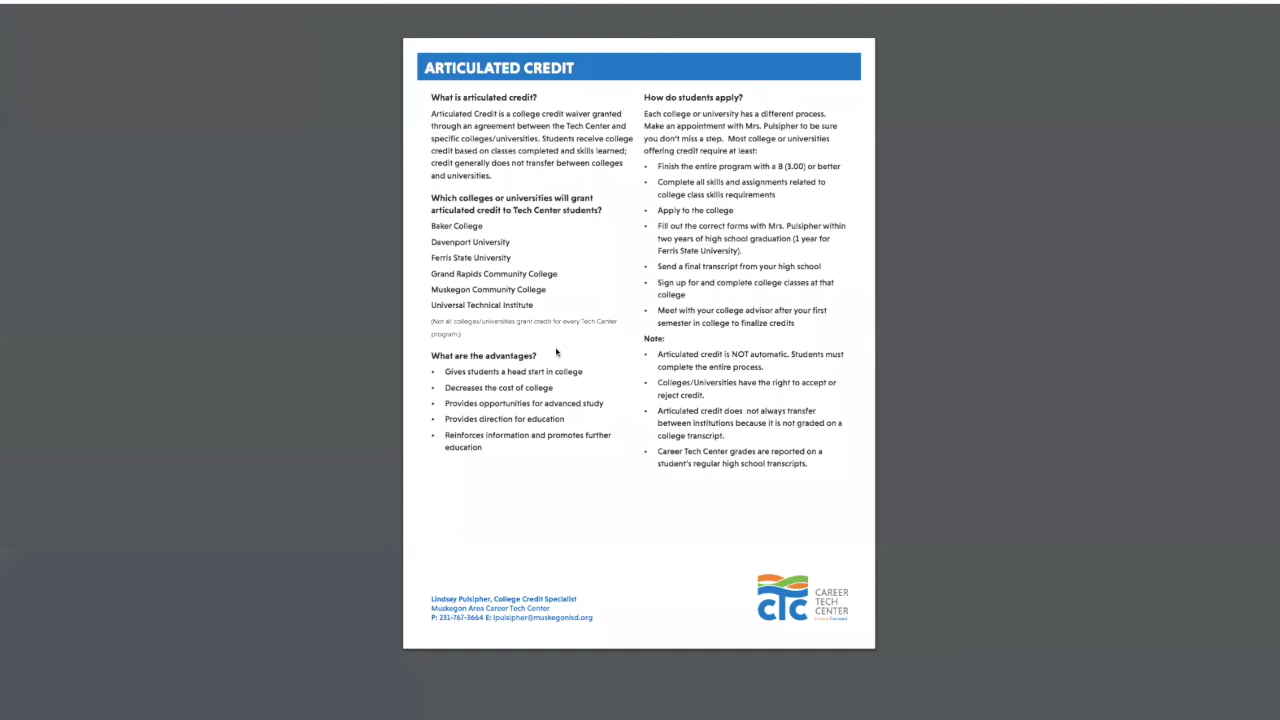 ARTICULATED CREDIT
What is articulated credit?
Articulated Credit is a college credit waiver granted
through an agreement between the Tech Center and
specific colleges/universities. Students receive college
credit based on classes completed and skills learned;
credit generally does not transfer between colleges
and universities.
Which colleges or universities will grant
articulated credit to Tech Center students?
Baker College
Davenport University
Ferris State University
Grand Rapids Community College
Muskegon Community College
Universal Technical Institute
(Not all colleges/universities grant credit for every Tech Center
program.)
What are the advantages?
• Gives students a head start in college
• Decreases the cost of college
• Provides opportunities for advanced study
• Provides direction for education
• Reinforces information and promotes further
education
How do students apply?
Each college or university has a different process.
Make an appointment with Mrs. Pulsipher to be sure
you don't miss a step. Most college or universities
offering credit require at least:
• Finish the entire program with a B (3.00) or better
• Complete all skills and assignments related to
college class skills requirements
• Apply to the college
• Fill out the correct forms with Mrs. Pulsipher within
two years of high school graduation (1 year for
Ferris State University).
• Send a final transcript from your high school
• Sign up for and complete college classes at that
college
• Meet with your college advisor after your first
semester in college to finalize credits
Note:
• Articulated credit is NOT automatic. Students must
complete the entire process.
• Colleges/Universities have the right to accept or
reject credit.
• Articulated credit does not always transfer
between institutions because it is not graded on a
college transcript.
• Career Tech Center grades are reported on a
student's regular high school transcripts.
Lindsay Pulsipher, College Credit Specialist
Muskegon Area Career Tech Center
P: 231-767-3664 E: lpulsipher@muskegonisd.org
CTC
CAREER
TECH
CENTER
Future Focused